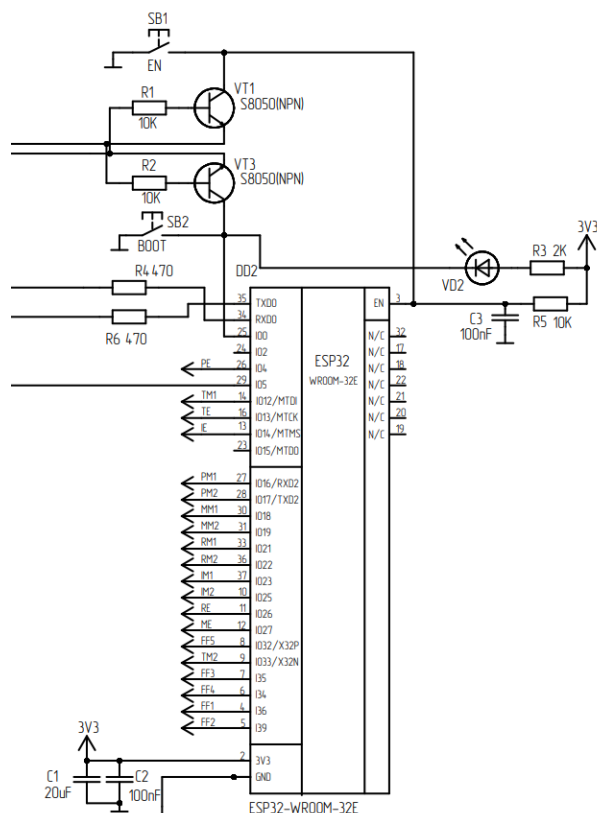 SB1
EN
VT1
S8050(NPN)
R1
10K
VT3
S8050(NPN)
R2
10K
SB2
BOOT
3V3
R3 2K
VD2
R4 470
DD2
R6 470
C3
100nF
R5 10K
35 TXD0
34 RXD0
25 IO0
24 IO2
PE 26 IO4
29 IO5
TM1 14 IO12/MTDI
TE 16 IO13/MTCK
IE 13 IO14/MTMS
23 IO15/MTDO
PM1 27 IO16/RXD2
PM2 28 IO17/TXD2
MM1 30 IO18
MM2 31 IO19
RM1 33 IO21
RM2 36 IO22
IM1 37 IO23
IM2 10 IO25
RE 11 IO26
ME 12 IO27
FF5 8 IO32/X32P
TM2 9 IO33/X32N
FF3 7 I35
FF4 6 I34
FF1 4 I36
FF2 5 I39
2 3V3
GND
ESP32
WROOM-32E
EN 3
N/C 32
N/C 17
N/C 18
N/C 22
N/C 21
N/C 20
N/C 19
3V3
C1
20uF
C2
100nF
ESP32-WROOM-32E